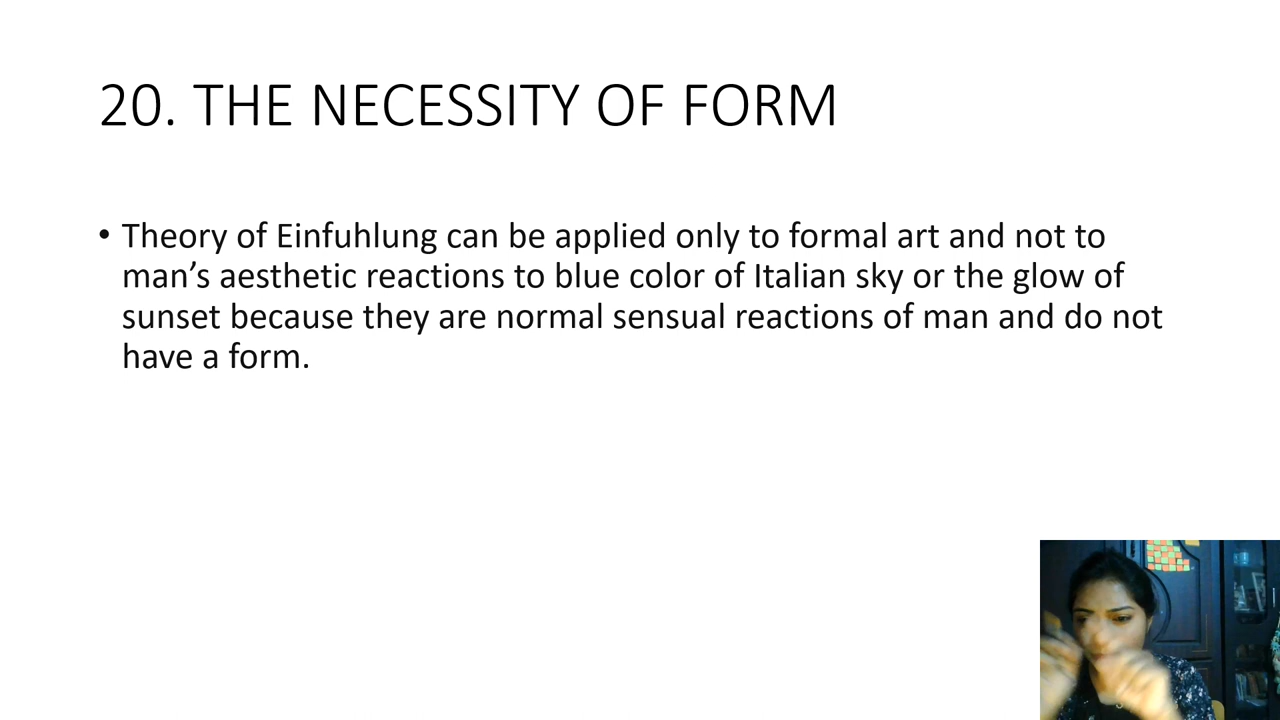 20. THE NECESSITY OF FORM
• Theory of Einfuhlung can be applied only to formal art and not to
man’s aesthetic reactions to blue color of Italian sky or the glow of
sunset because they are normal sensual reactions of man and do not
have a form.